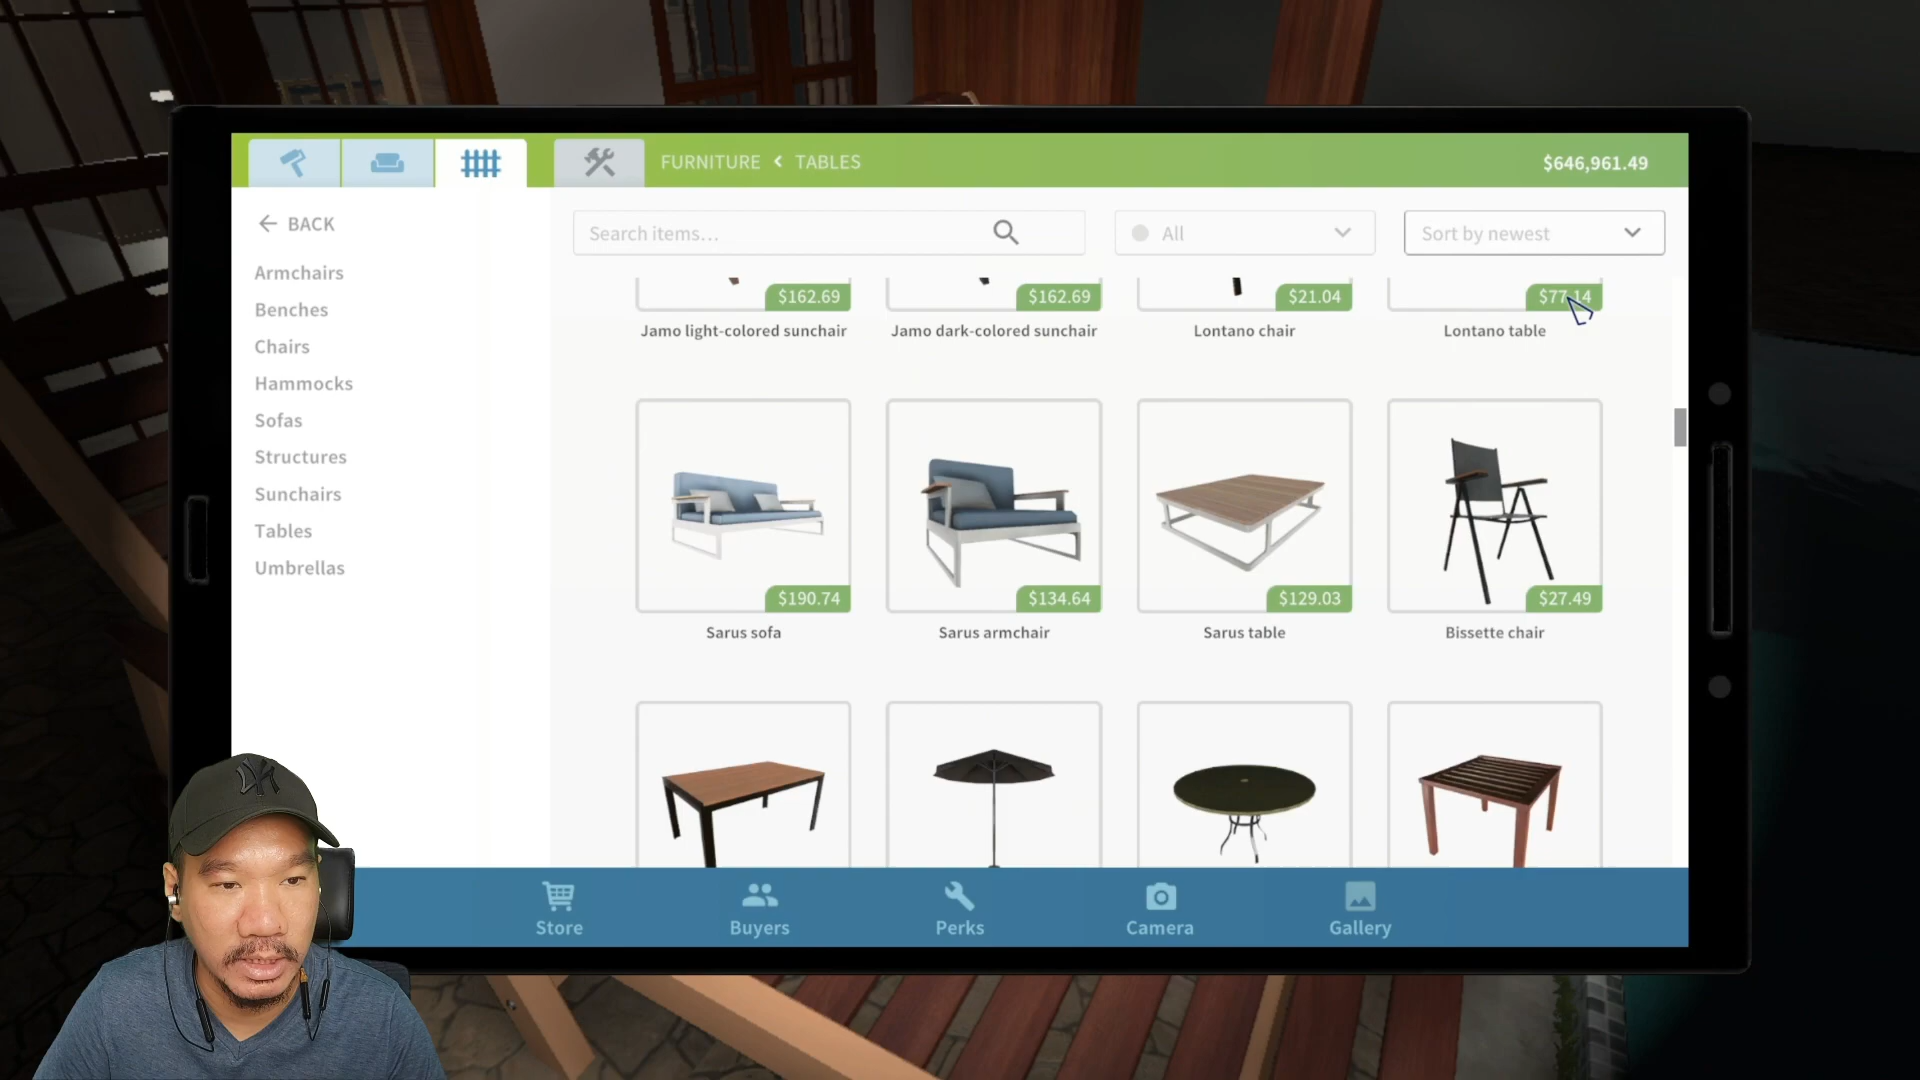 FURNITURE < TABLES
$646,961.49
BACK
Search items...
All
Sort by newest
Armchairs
Benches
Chairs
Hammocks
Sofas
Structures
Sunchairs
Tables
Umbrellas
$162.69
$162.69
$21.04
$77.14
Jamo light-colored sunchair
Jamo dark-colored sunchair
Lontano chair
Lontano table
$190.74
$134.64
$129.03
$27.49
Sarus sofa
Sarus armchair
Sarus table
Bissette chair
Store
Buyers
Perks
Camera
Gallery